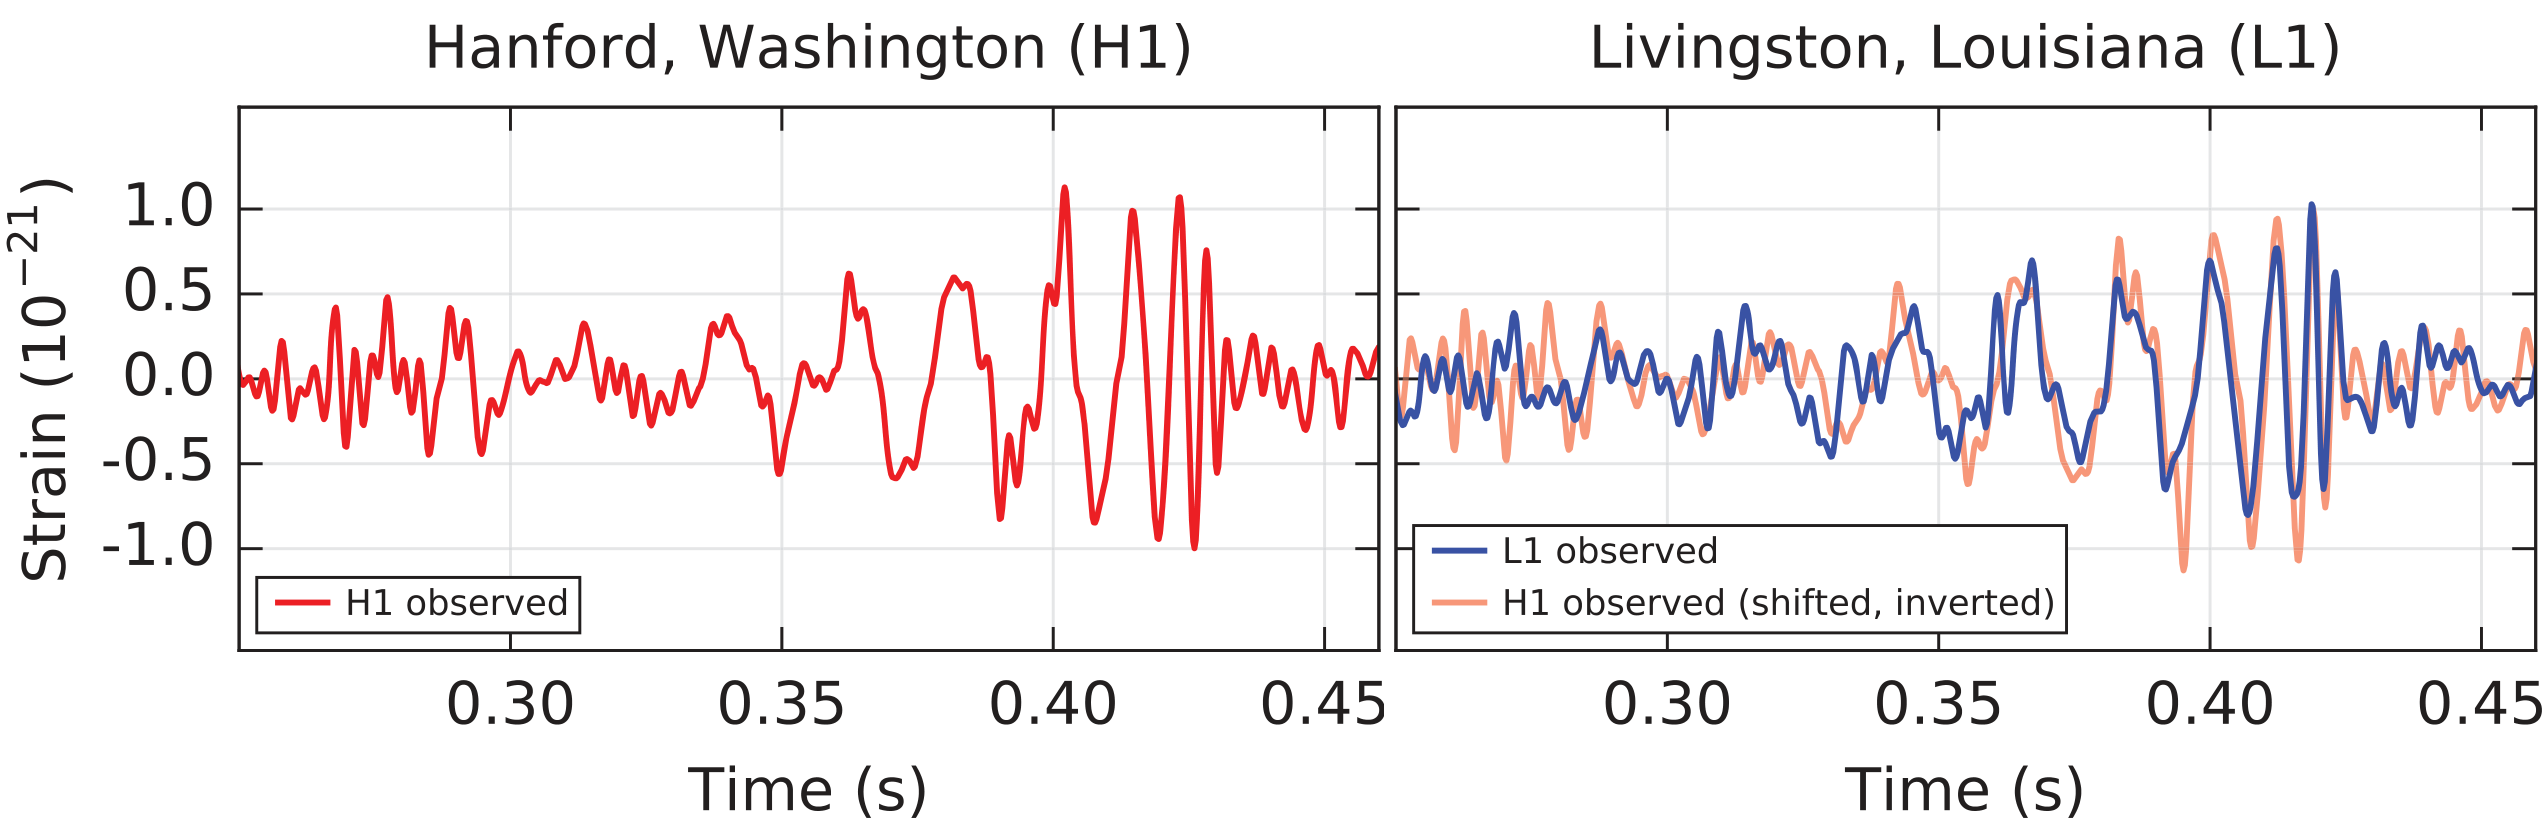 Hanford, Washington (H1)
Livingston, Louisiana (L1)
Strain (10⁻²¹)
1.0
0.5
0.0
-0.5
-1.0
H1 observed
L1 observed
H1 observed (shifted, inverted)
0.30 0.35 0.40 0.45
0.30 0.35 0.40 0.45
Time (s)
Time (s)